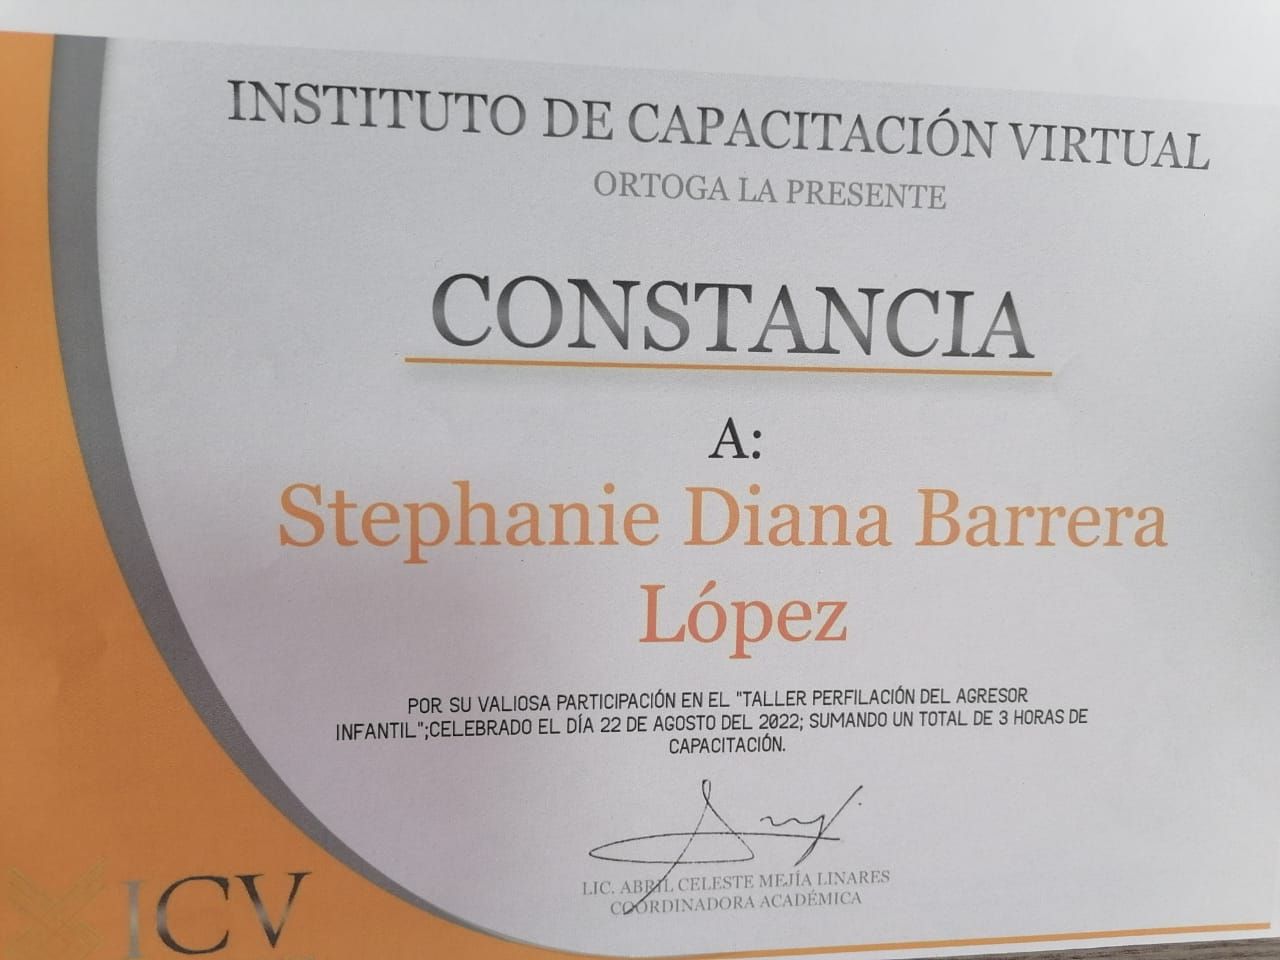 INSTITUTO DE CAPACITACIÓN VIRTUAL
ORTOGA LA PRESENTE
CONSTANCIA
A:
Stephanie Diana Barrera
López
POR SU VALIOSA PARTICIPACIÓN EN EL "TALLER PERFILACIÓN DEL AGRESOR
INFANTIL";CELEBRADO EL DÍA 22 DE AGOSTO DEL 2022; SUMANDO UN TOTAL DE 3 HORAS DE
CAPACITACIÓN.
LIC. ABRIL CELESTE MEJÍA LINARES
COORDINADORA ACADÉMICA
ICV